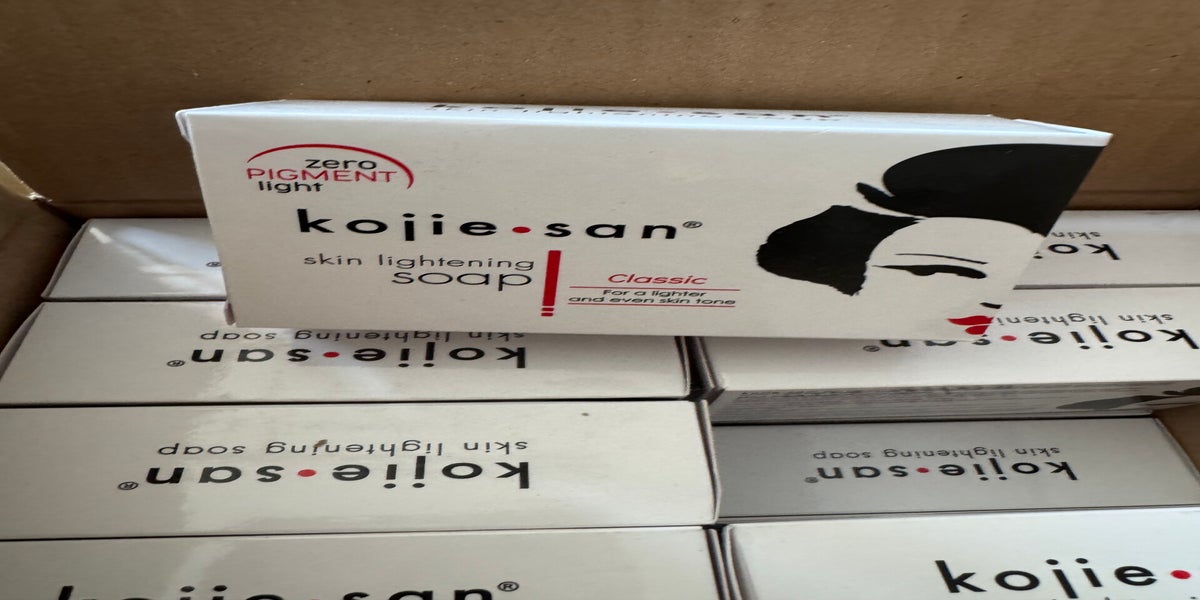 zero
PIGMENT
light
kojie•san®
skin lightening
soap
Classic
For a lighter
and even skin tone
skin
kojie
skin lightening soap
kojie•san®
skin lightening
kojie•san®
skin lightening soap
kojie•san®
skin lightening soap
kojie•san®
kojie•san®
kojie•